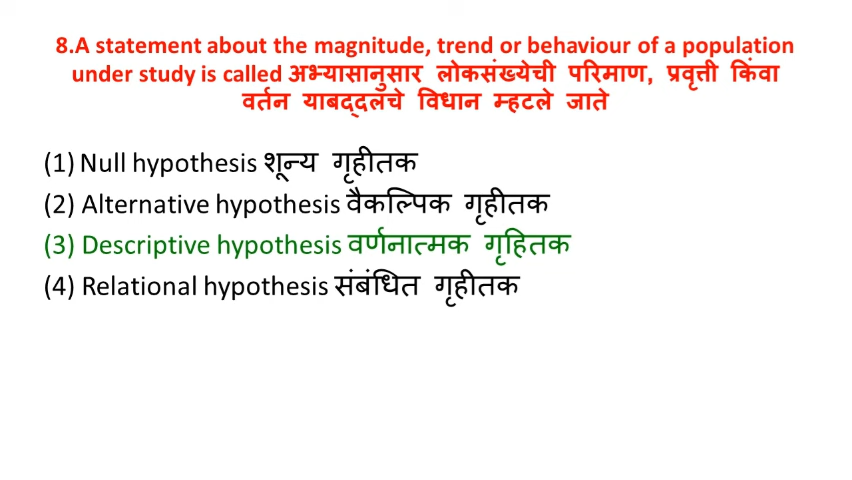 8.A statement about the magnitude, trend or behaviour of a population
under study is called अभ्यासानुसार लोकसंख्येची परिमाण, प्रवृत्ती किंवा
वर्तन याबद्दलचे विधान म्हटले जाते
(1) Null hypothesis शून्य गृहीतक
(2) Alternative hypothesis वैकल्पिक गृहीतक
(3) Descriptive hypothesis वर्णनात्मक गृहितक
(4) Relational hypothesis संबंधित गृहीतक